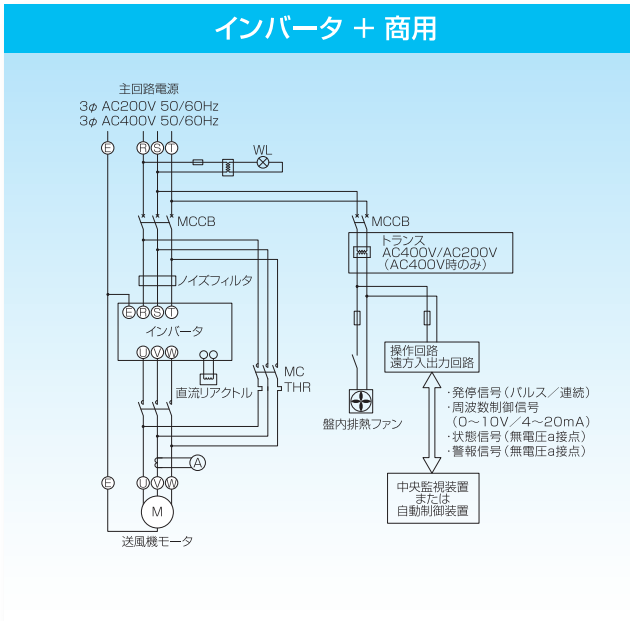 インバータ + 商用
主回路電源
3φ AC200V 50/60Hz
3φ AC400V 50/60Hz
E R S T
WL
MCCB
MCCB
トランス
AC400V/AC200V
(AC400V時のみ)
ノイズフィルタ
E R S T
インバータ
U V W
直流リアクトル
MC
THR
操作回路
遠方入出力回路
盤内排熱ファン
・発停信号(パルス/連続)
・周波数制御信号
(0〜10V/4〜20mA)
・状態信号(無電圧a接点)
・警報信号(無電圧a接点)
A
E U V W
M
送風機モータ
中央監視装置
または
自動制御装置